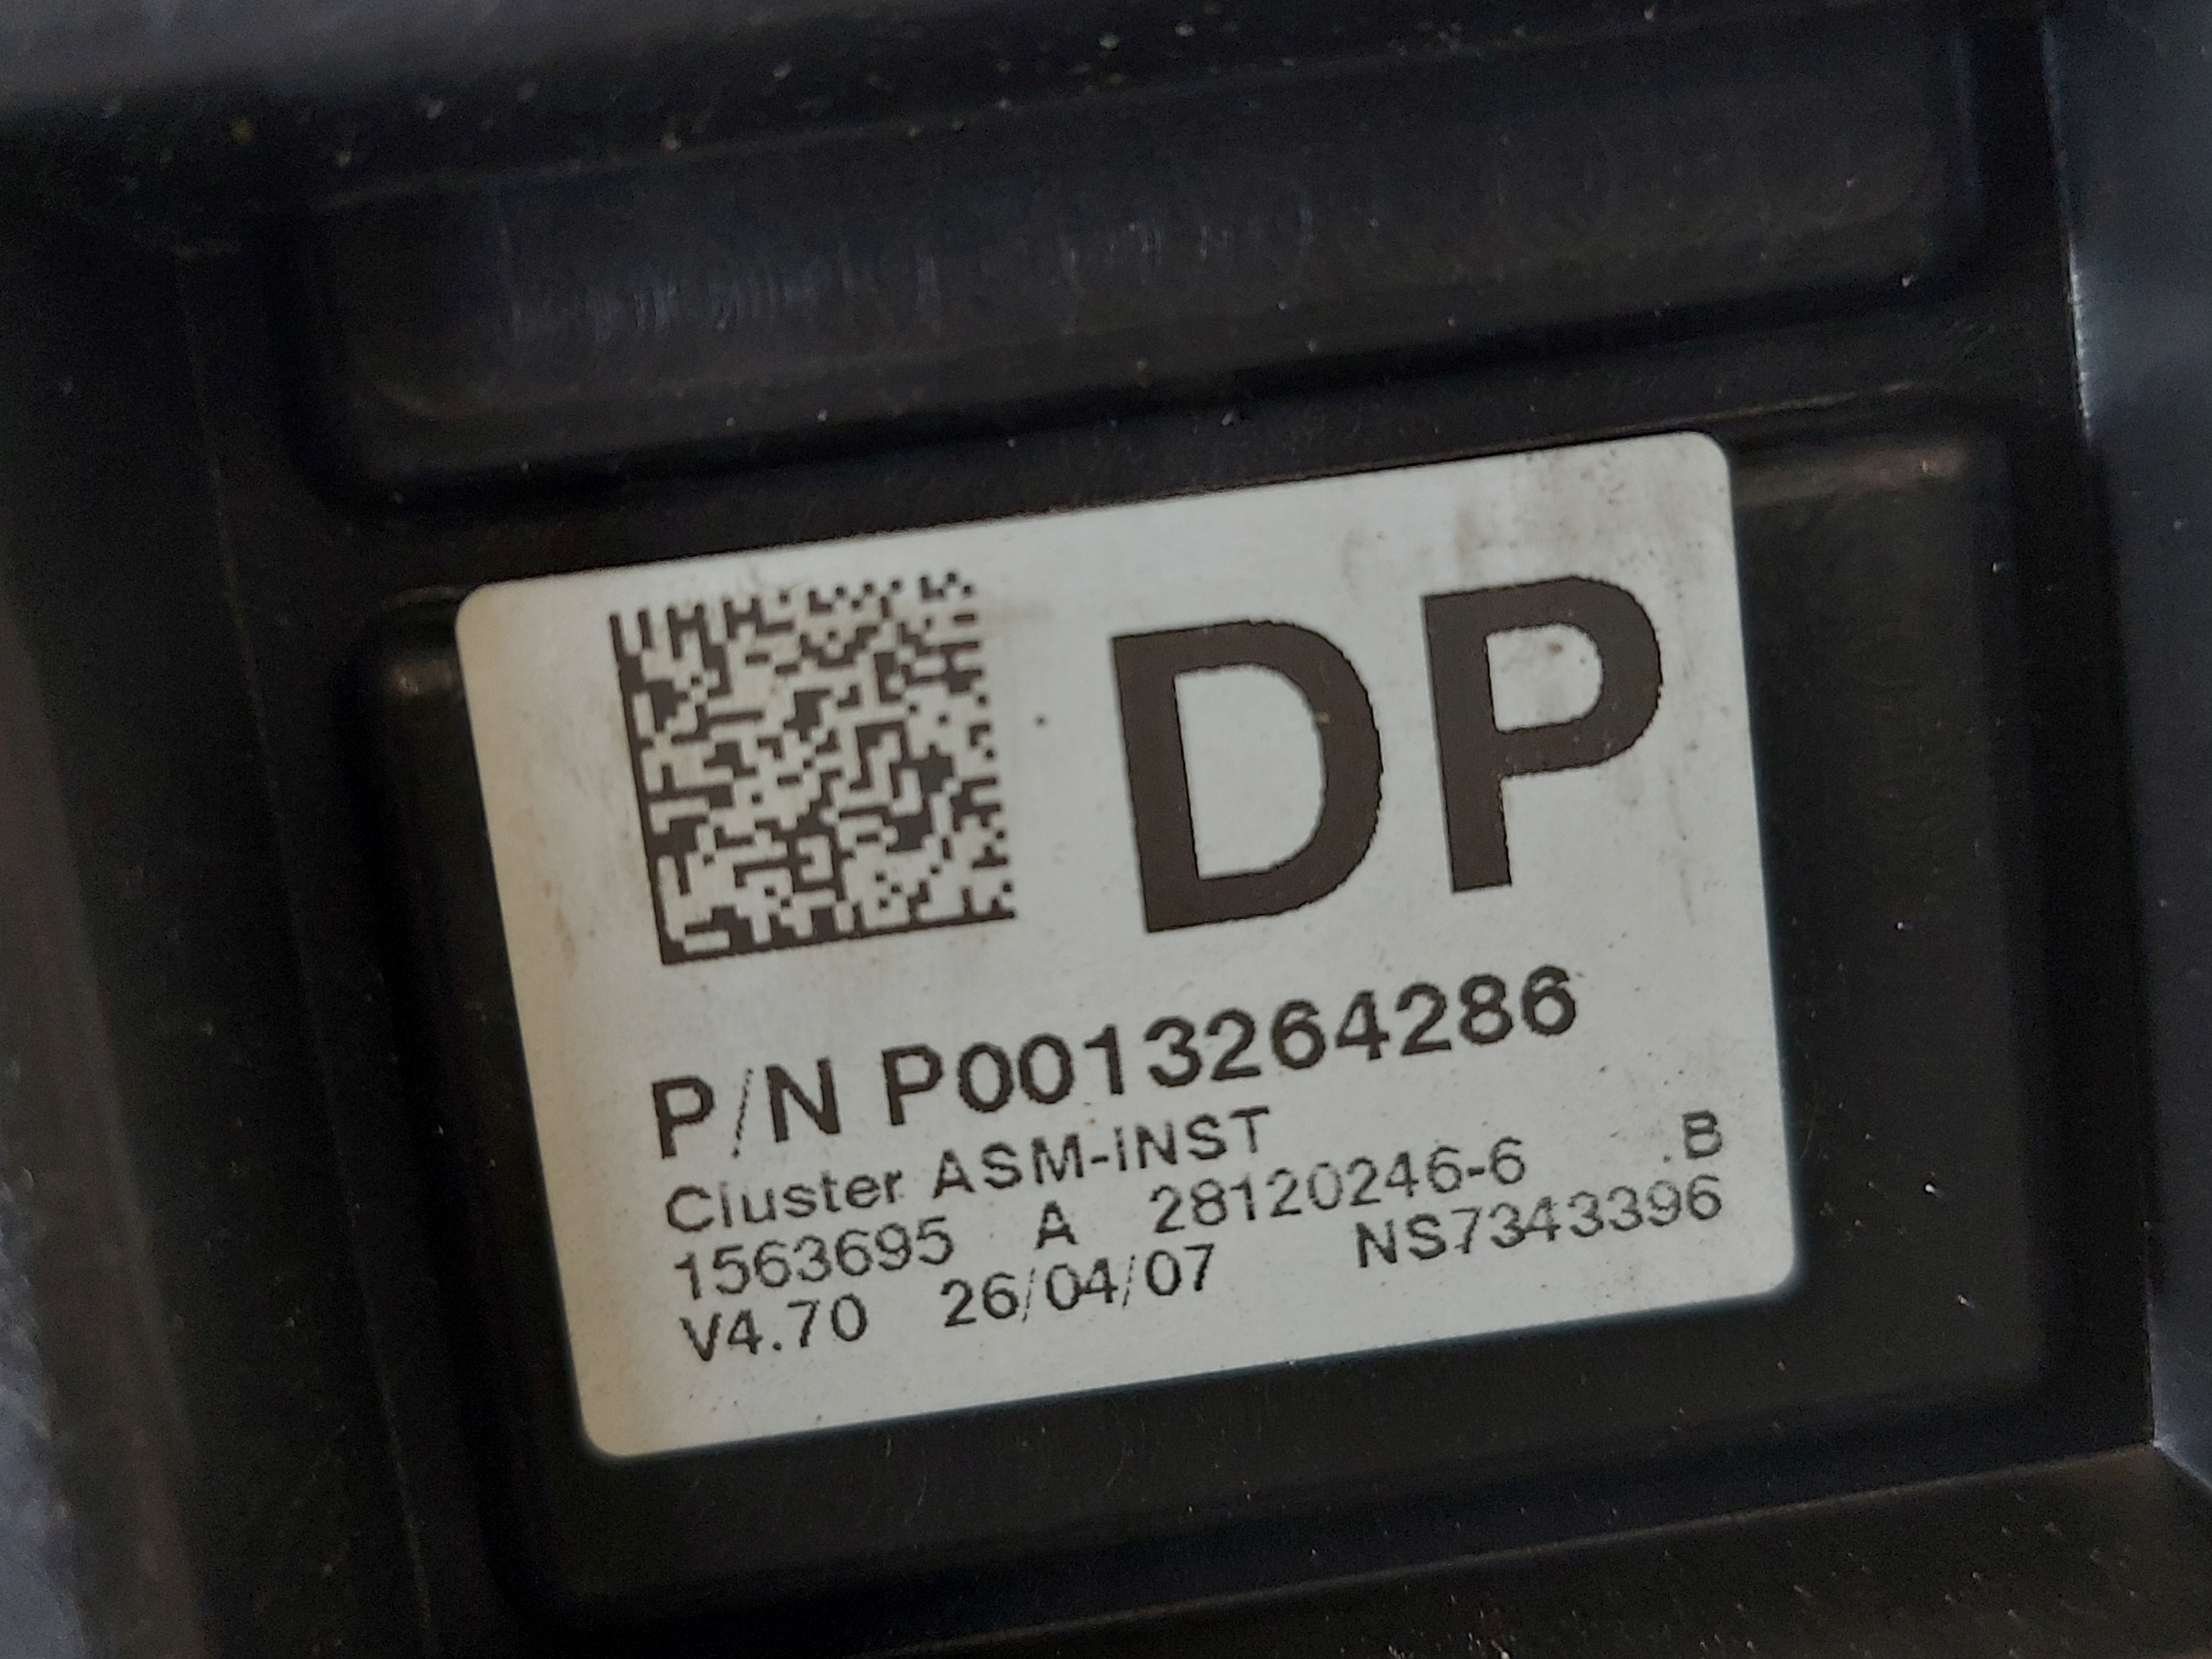 DP
P/N P0013264286
Cluster ASM-INST
1563695 A 28120246-6 B
V4.70 26/04/07 NS7343396